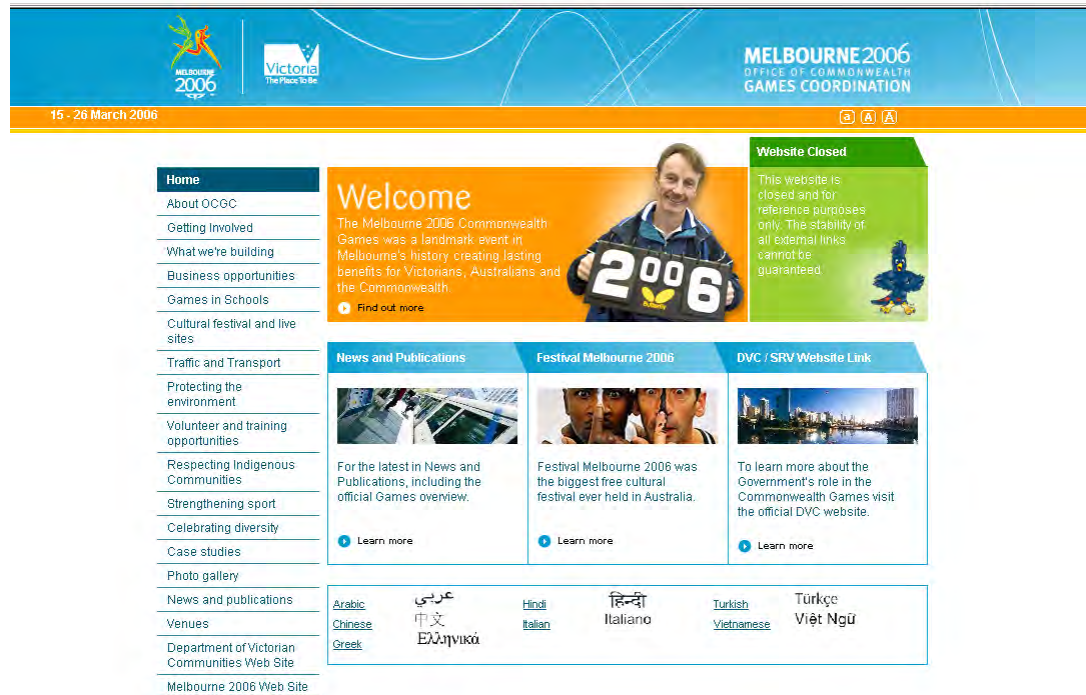 MELBOURNE
2006
Victoria
The Place To Be
MELBOURNE 2006
OFFICE OF COMMONWEALTH
GAMES COORDINATION
15 - 26 March 2006
a A A
Home
About OCGC
Getting Involved
What we're building
Business opportunities
Games in Schools
Cultural festival and live
sites
Traffic and Transport
Protecting the
environment
Volunteer and training
opportunities
Respecting Indigenous
Communities
Strengthening sport
Celebrating diversity
Case studies
Photo gallery
News and publications
Venues
Department of Victorian
Communities Web Site
Melbourne 2006 Web Site
Welcome
The Melbourne 2006 Commonwealth
Games was a landmark event in
Melbourne's history creating lasting
benefits for Victorians, Australians and
the Commonwealth.
Find out more
2006
Butterfly
Website Closed
This website is
closed and for
reference purposes
only. The stability of
all external links
cannot be
guaranteed.
News and Publications
For the latest in News and
Publications, including the
official Games overview.
Learn more
Festival Melbourne 2006
Festival Melbourne 2006 was
the biggest free cultural
festival ever held in Australia.
Learn more
DVC / SRV Website Link
To learn more about the
Government's role in the
Commonwealth Games visit
the official DVC website.
Learn more
Arabic عربي Hindi हिन्दी Turkish Türkçe
Chinese 中文 Italian Italiano Vietnamese Việt Ngữ
Greek Ελληνικά